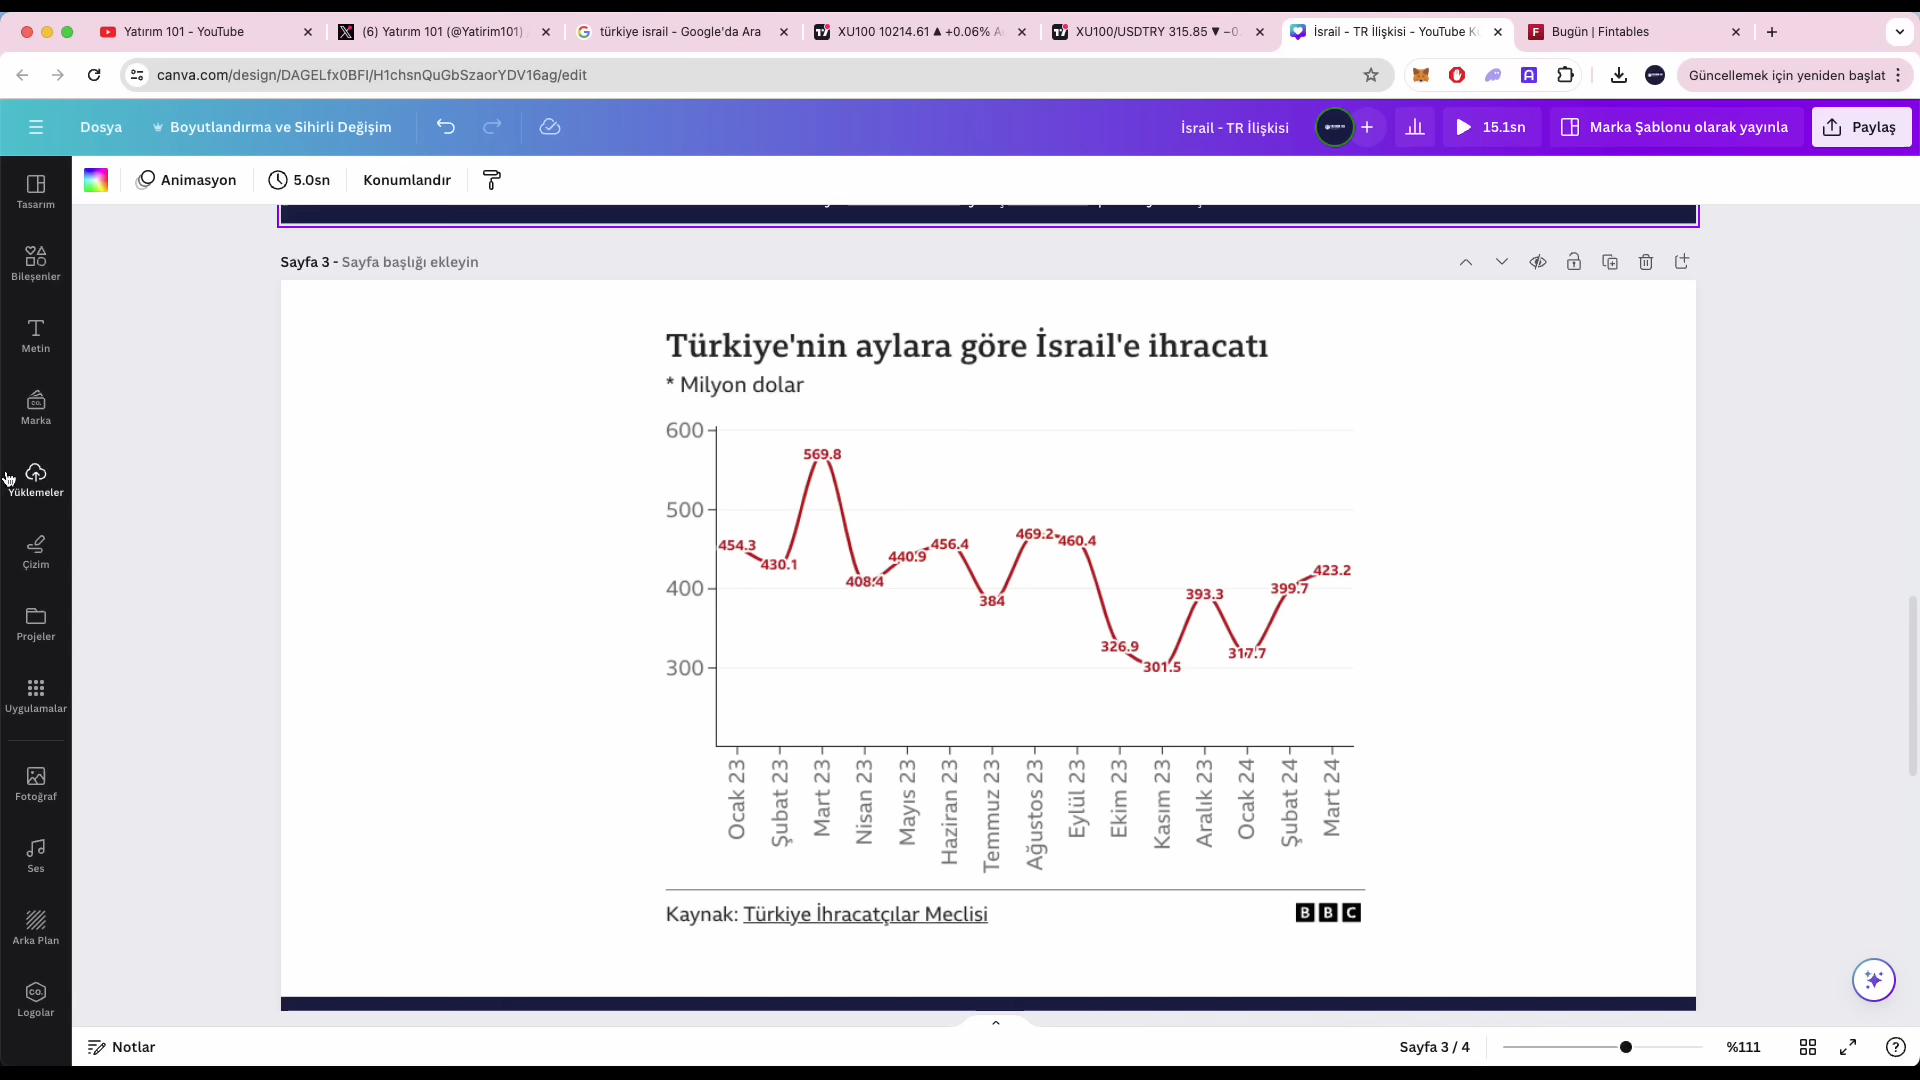 Yatırım 101 - YouTube
(6) Yatırım 101 (@Yatirim101)
türkiye israil - Google'da Ara
XU100 10214.61 ▲ +0.06% A
XU100/USDTRY 315.85 ▼ −0.
İsrail - TR İlişkisi - YouTube K
Bugün | Fintables
canva.com/design/DAGELfx0BFI/H1chsnQuGbSzaorYDV16ag/edit
Güncellemek için yeniden başlat
Dosya
Boyutlandırma ve Sihirli Değişim
İsrail - TR İlişkisi
15.1sn
Marka Şablonu olarak yayınla
Paylaş
Animasyon
5.0sn
Konumlandır
Tasarım
Bileşenler
Metin
Marka
Yüklemeler
Çizim
Projeler
Uygulamalar
Fotoğraf
Ses
Arka Plan
Logolar
Sayfa 3 - Sayfa başlığı ekleyin
Türkiye'nin aylara göre İsrail'e ihracatı
* Milyon dolar
600
500
400
300
454.3
430.1
569.8
408.4
440.9
456.4
384
469.2
460.4
326.9
301.5
393.3
317.7
399.7
423.2
Ocak 23
Şubat 23
Mart 23
Nisan 23
Mayıs 23
Haziran 23
Temmuz 23
Ağustos 23
Eylül 23
Ekim 23
Kasım 23
Aralık 23
Ocak 24
Şubat 24
Mart 24
Kaynak: Türkiye İhracatçılar Meclisi
BBC
Notlar
Sayfa 3 / 4
%111